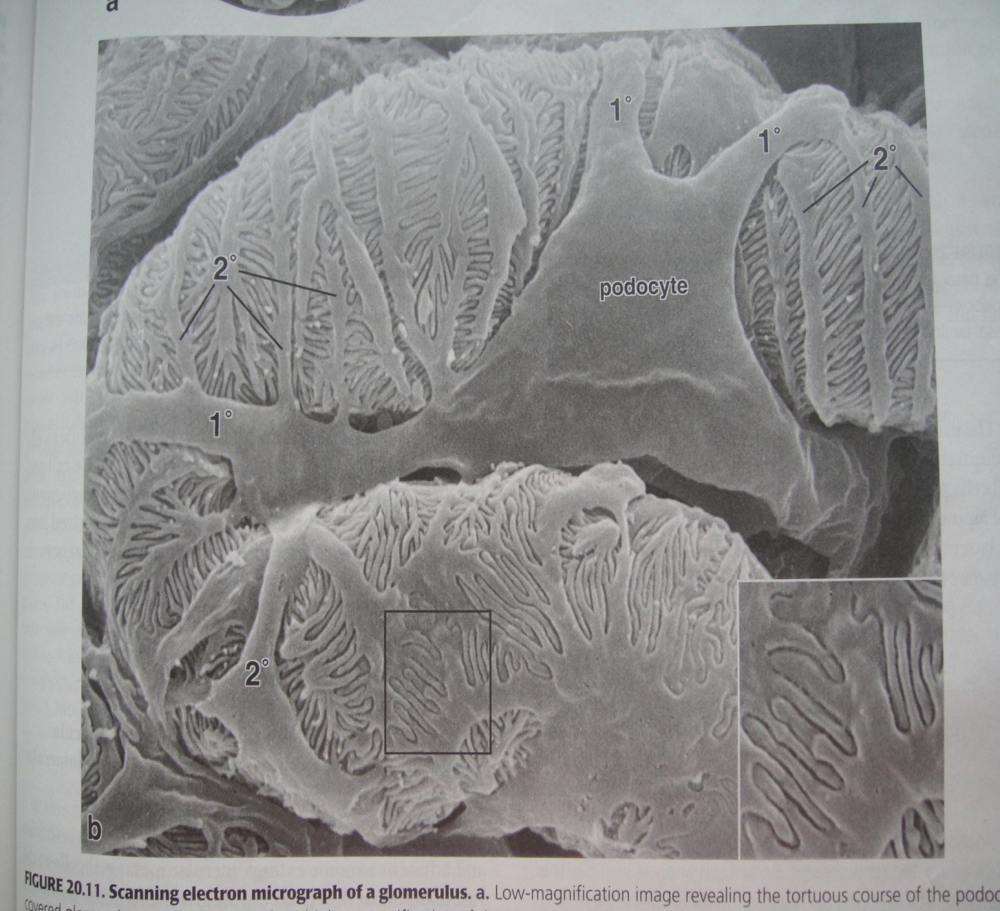 a
1°
1°
2°
2°
podocyte
1°
2°
b
FIGURE 20.11. Scanning electron micrograph of a glomerulus. a. Low-magnification image revealing the tortuous course of the podoc
covered